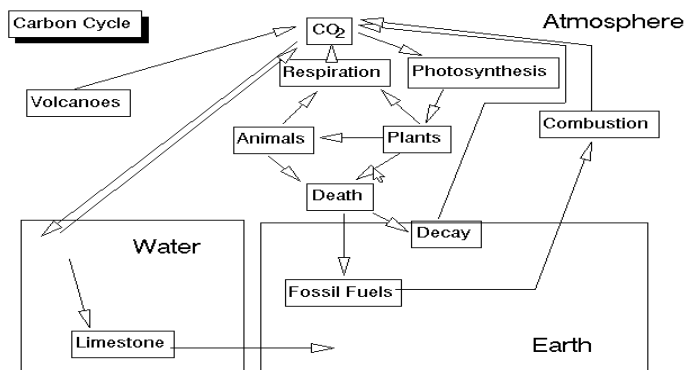 Carbon Cycle
CO2
Atmosphere
Respiration
Photosynthesis
Volcanoes
Combustion
Animals
Plants
Death
Decay
Water
Fossil Fuels
Limestone
Earth